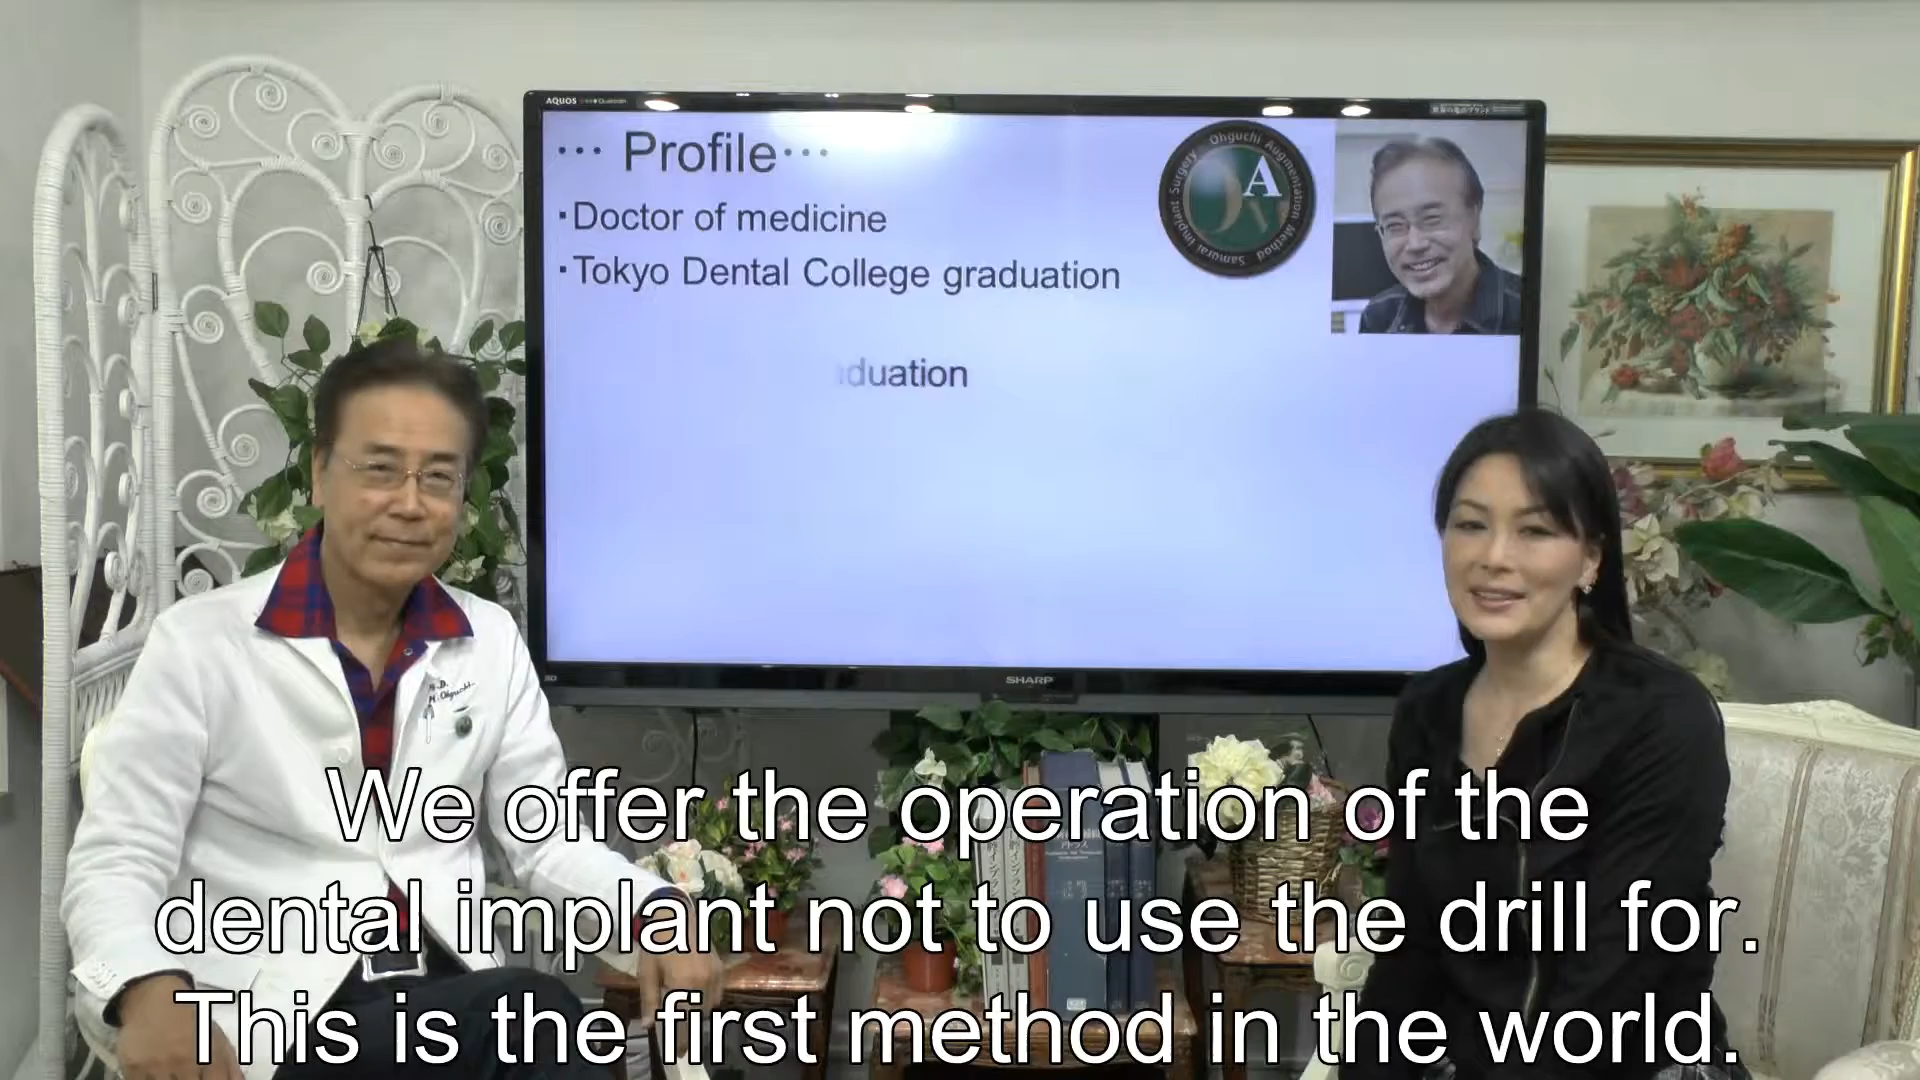 AQUOS
··· Profile···
·Doctor of medicine
·Tokyo Dental College graduation
duation
Ohguchi Augmentation Method Samurai Implant Surgery
OAM
SHARP
We offer the operation of the
dental implant not to use the drill for.
This is the first method in the world.